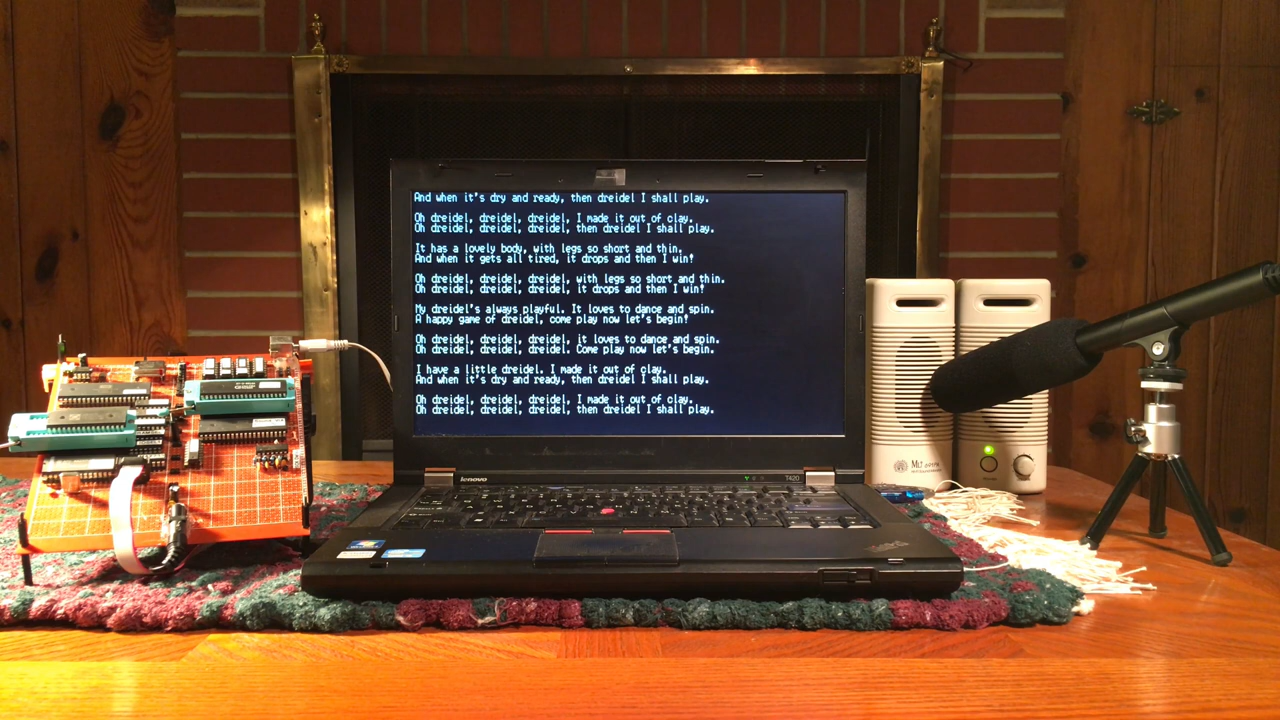 And when it's dry and ready, then dreidel I shall play.
Oh dreidel, dreidel, dreidel, I made it out of clay.
Oh dreidel, dreidel, dreidel, then dreidel I shall play.
It has a lovely body, with legs so short and thin.
And when it gets all tired, it drops and then I win!
Oh dreidel, dreidel, dreidel, with legs so short and thin.
Oh dreidel, dreidel, dreidel, it drops and then I win!
My dreidel's always playful. It loves to dance and spin.
A happy game of dreidel, come play now let's begin!
Oh dreidel, dreidel, dreidel, it loves to dance and spin.
Oh dreidel, dreidel, dreidel. Come play now let's begin.
I have a little dreidel. I made it out of clay.
And when it's dry and ready, then dreidel I shall play.
Oh dreidel, dreidel, dreidel, I made it out of clay.
Oh dreidel, dreidel, dreidel, then dreidel I shall play.
lenovo
T420